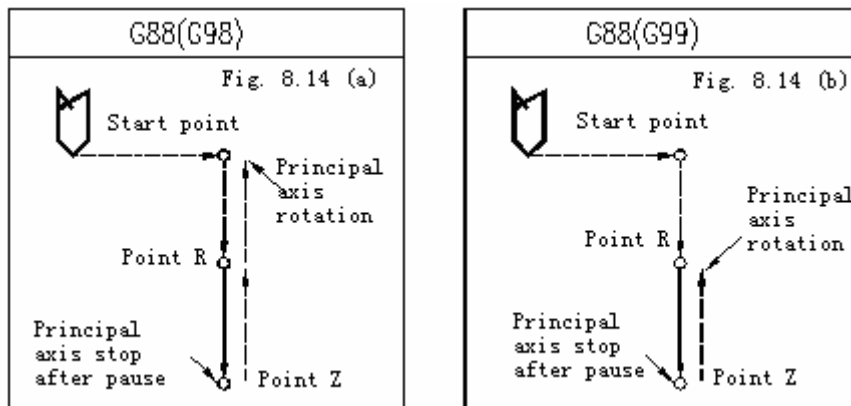 G88(G98)
Fig. 8.14 (a)
Start point
Principal
axis
rotation
Point R
Principal
axis stop
after pause
Point Z
G88(G99)
Fig. 8.14 (b)
Start point
Principal
axis
rotation
Point R
Principal
axis stop
after pause
Point Z